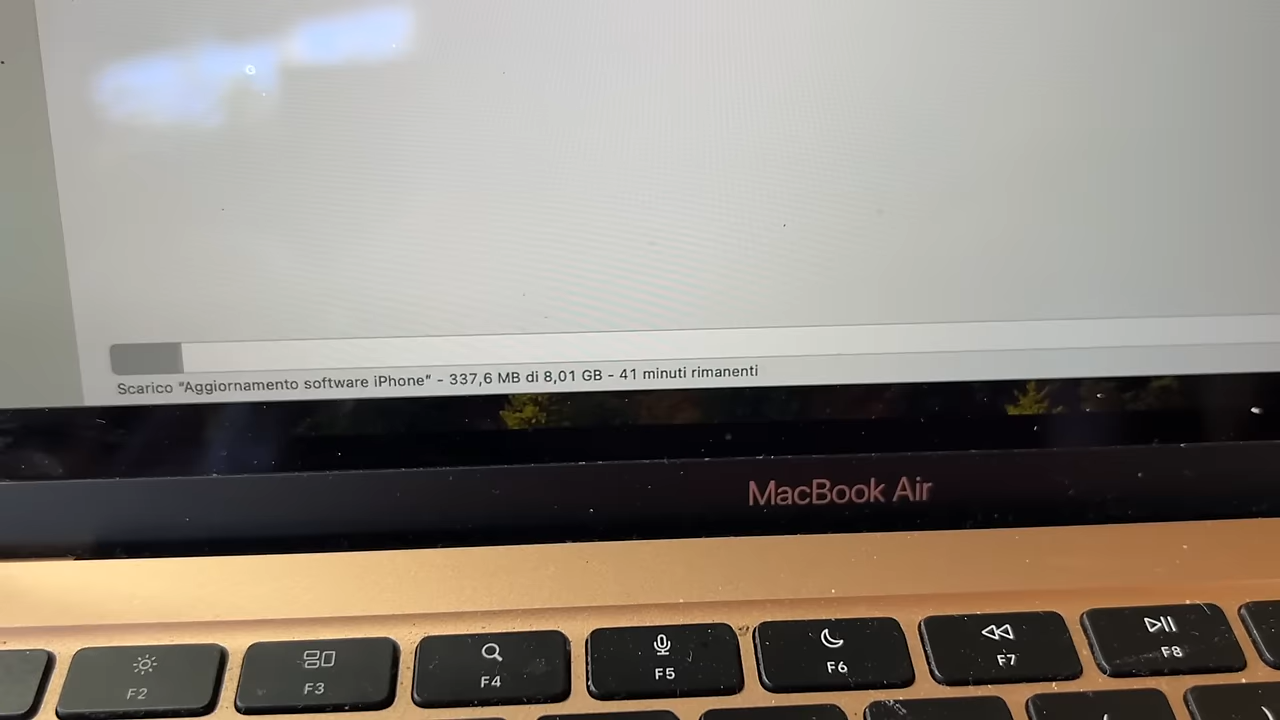 Scarico "Aggiornamento software iPhone" - 337,6 MB di 8,01 GB - 41 minuti rimanenti
MacBook Air
F2
F3
F4
F5
F6
F7
F8